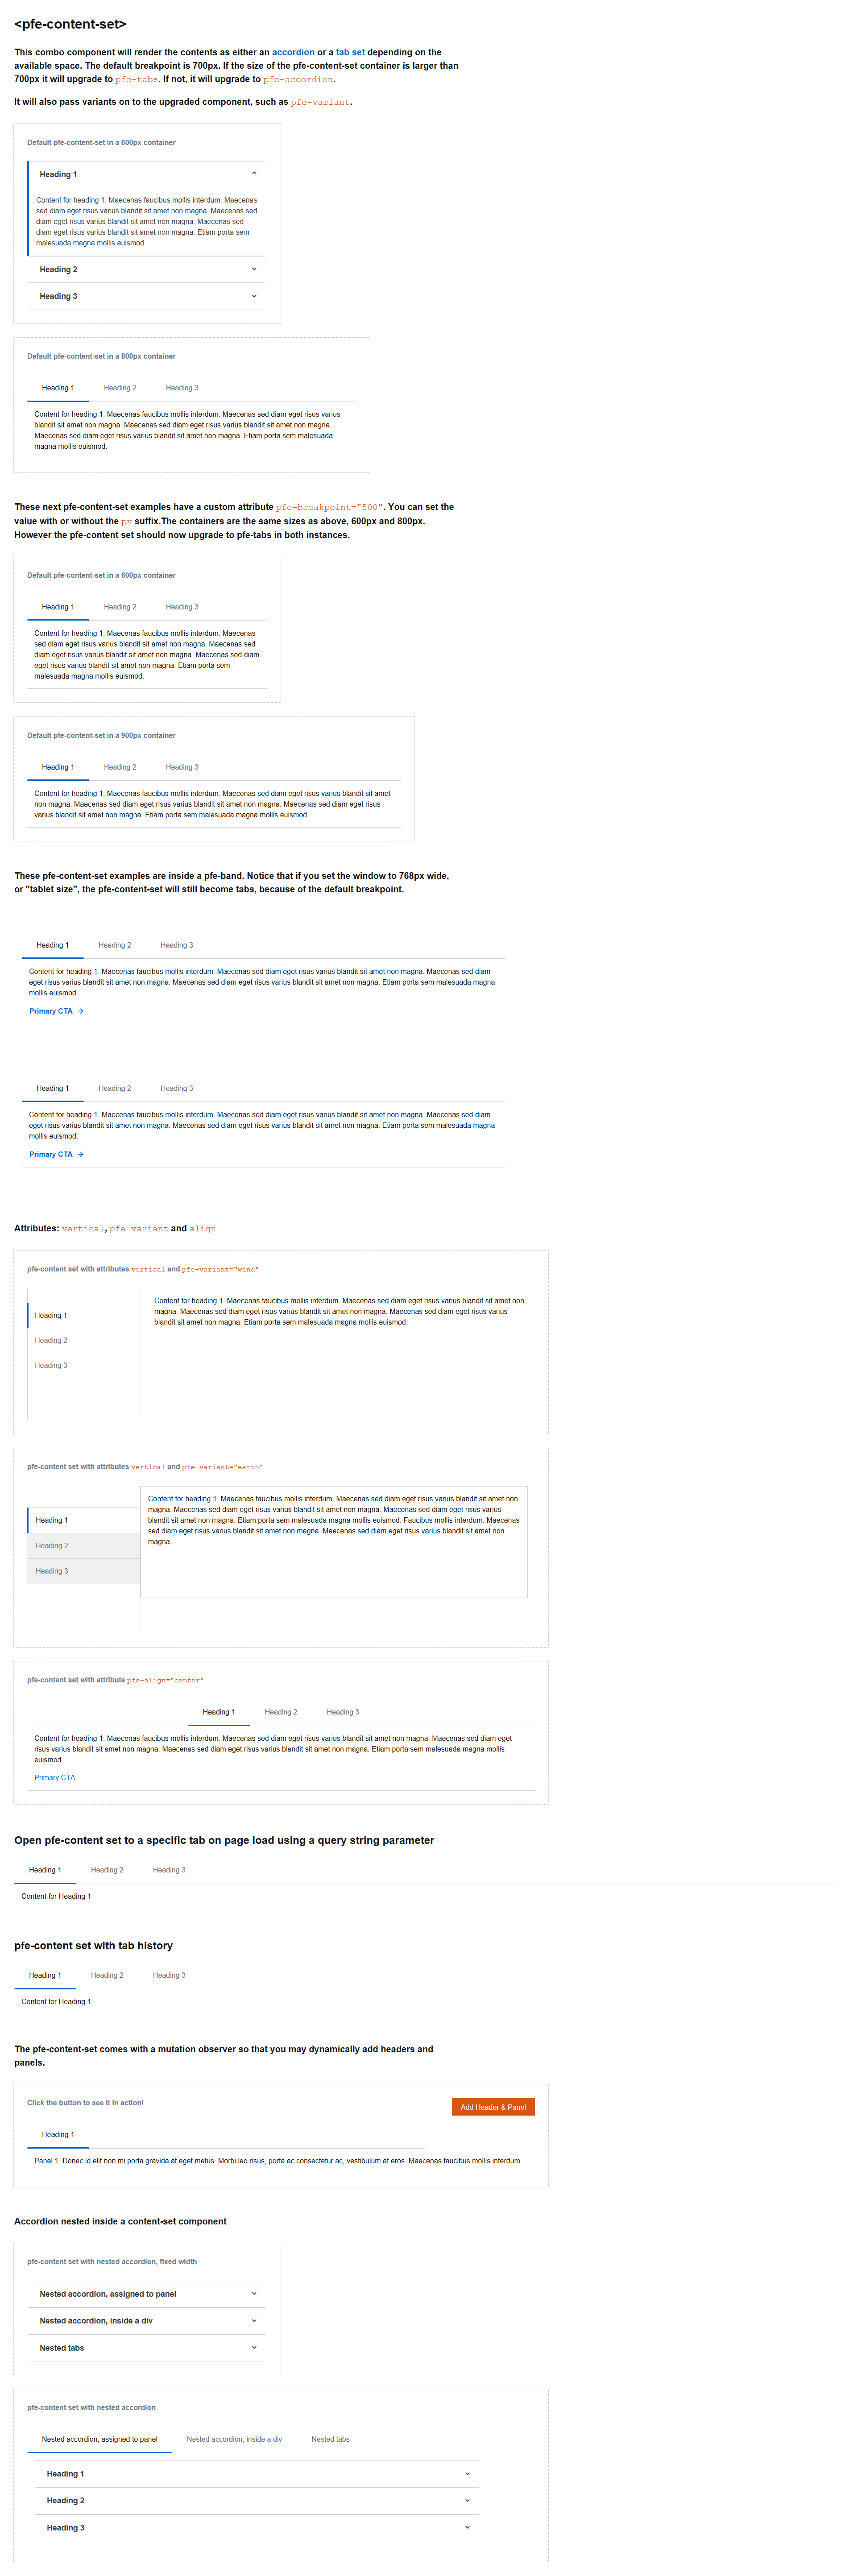 <pfe-content-set>
This combo component will render the contents as either an accordion or a tab set depending on the
available space. The default breakpoint is 700px. If the size of the pfe-content-set container is larger than
700px it will upgrade to pfe-tabs. If not, it will upgrade to pfe-accordion.
It will also pass variants on to the upgraded component, such as pfe-variant.
Default pfe-content-set in a 600px container
Heading 1
Content for heading 1. Maecenas faucibus mollis interdum. Maecenas
sed diam eget risus varius blandit sit amet non magna. Maecenas sed
diam eget risus varius blandit sit amet non magna. Maecenas sed
diam eget risus varius blandit sit amet non magna. Etiam porta sem
malesuada magna mollis euismod.
Heading 2
Heading 3
Default pfe-content-set in a 800px container
Heading 1 Heading 2 Heading 3
Content for heading 1. Maecenas faucibus mollis interdum. Maecenas sed diam eget risus varius
blandit sit amet non magna. Maecenas sed diam eget risus varius blandit sit amet non magna.
Maecenas sed diam eget risus varius blandit sit amet non magna. Etiam porta sem malesuada
magna mollis euismod.
These next pfe-content-set examples have a custom attribute pfe-breakpoint="500". You can set the
value with or without the px suffix.The containers are the same sizes as above, 600px and 800px.
However the pfe-content set should now upgrade to pfe-tabs in both instances.
Default pfe-content-set in a 600px container
Heading 1 Heading 2 Heading 3
Content for heading 1. Maecenas faucibus mollis interdum. Maecenas
sed diam eget risus varius blandit sit amet non magna. Maecenas sed
diam eget risus varius blandit sit amet non magna. Maecenas sed diam
eget risus varius blandit sit amet non magna. Etiam porta sem
malesuada magna mollis euismod.
Default pfe-content-set in a 900px container
Heading 1 Heading 2 Heading 3
Content for heading 1. Maecenas faucibus mollis interdum. Maecenas sed diam eget risus varius blandit sit amet
non magna. Maecenas sed diam eget risus varius blandit sit amet non magna. Maecenas sed diam eget risus
varius blandit sit amet non magna. Etiam porta sem malesuada magna mollis euismod.
These pfe-content-set examples are inside a pfe-band. Notice that if you set the window to 768px wide,
or "tablet size", the pfe-content-set will still become tabs, because of the default breakpoint.
Heading 1 Heading 2 Heading 3
Content for heading 1. Maecenas faucibus mollis interdum. Maecenas sed diam eget risus varius blandit sit amet non magna. Maecenas sed diam
eget risus varius blandit sit amet non magna. Maecenas sed diam eget risus varius blandit sit amet non magna. Etiam porta sem malesuada magna
mollis euismod.
Primary CTA
Heading 1 Heading 2 Heading 3
Content for heading 1. Maecenas faucibus mollis interdum. Maecenas sed diam eget risus varius blandit sit amet non magna. Maecenas sed diam
eget risus varius blandit sit amet non magna. Maecenas sed diam eget risus varius blandit sit amet non magna. Etiam porta sem malesuada magna
mollis euismod.
Primary CTA
Attributes: vertical, pfe-variant and align
pfe-content set with attributes vertical and pfe-variant="wind"
Heading 1
Heading 2
Heading 3
Content for heading 1. Maecenas faucibus mollis interdum. Maecenas sed diam eget risus varius blandit sit amet non
magna. Maecenas sed diam eget risus varius blandit sit amet non magna. Maecenas sed diam eget risus varius
blandit sit amet non magna. Etiam porta sem malesuada magna mollis euismod.
pfe-content set with attributes vertical and pfe-variant="earth"
Heading 1
Heading 2
Heading 3
Content for heading 1. Maecenas faucibus mollis interdum. Maecenas sed diam eget risus varius blandit sit amet non
magna. Maecenas sed diam eget risus varius blandit sit amet non magna. Maecenas sed diam eget risus varius
blandit sit amet non magna. Etiam porta sem malesuada magna mollis euismod. Faucibus mollis interdum. Maecenas
sed diam eget risus varius blandit sit amet non magna. Maecenas sed diam eget risus varius blandit sit amet non
magna.
pfe-content set with attribute pfe-align="center"
Heading 1 Heading 2 Heading 3
Content for heading 1. Maecenas faucibus mollis interdum. Maecenas sed diam eget risus varius blandit sit amet non magna. Maecenas sed diam eget
risus varius blandit sit amet non magna. Maecenas sed diam eget risus varius blandit sit amet non magna. Etiam porta sem malesuada magna mollis
euismod.
Primary CTA
Open pfe-content set to a specific tab on page load using a query string parameter
Heading 1 Heading 2 Heading 3
Content for Heading 1
pfe-content set with tab history
Heading 1 Heading 2 Heading 3
Content for Heading 1
The pfe-content-set comes with a mutation observer so that you may dynamically add headers and
panels.
Click the button to see it in action!
Add Header & Panel
Heading 1
Panel 1. Donec id elit non mi porta gravida at eget metus. Morbi leo risus, porta ac consectetur ac, vestibulum at eros. Maecenas faucibus mollis interdum.
Accordion nested inside a content-set component
pfe-content set with nested accordion, fixed width
Nested accordion, assigned to panel
Nested accordion, inside a div
Nested tabs
pfe-content set with nested accordion
Nested accordion, assigned to panel Nested accordion, inside a div Nested tabs
Heading 1
Heading 2
Heading 3